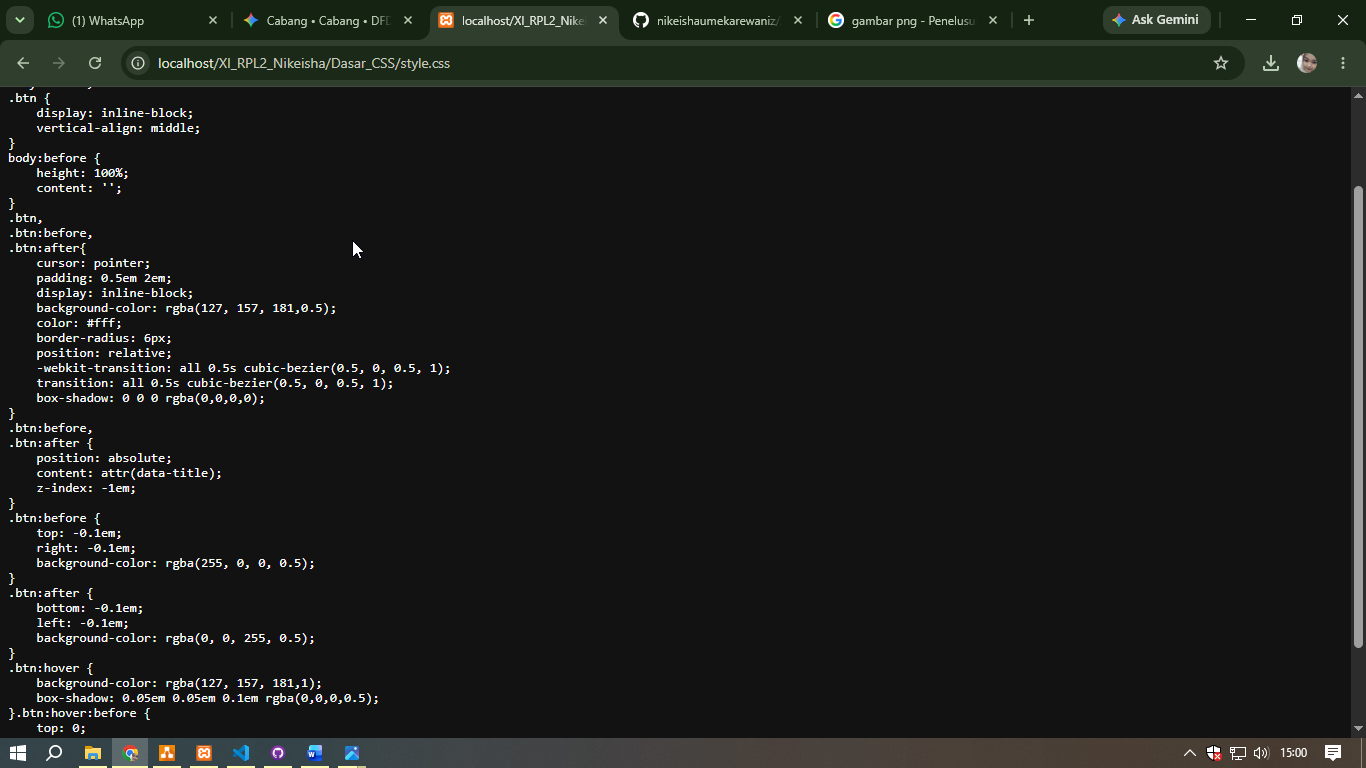 (1) WhatsApp
Cabang • Cabang • DFD
localhost/XI_RPL2_Nikei
nikeishaumekarewaniz/
gambar png - Penelusu
Ask Gemini
localhost/XI_RPL2_Nikeisha/Dasar_CSS/style.css
.btn {
    display: inline-block;
    vertical-align: middle;
}
body:before {
    height: 100%;
    content: '';
}
.btn,
.btn:before,
.btn:after{
    cursor: pointer;
    padding: 0.5em 2em;
    display: inline-block;
    background-color: rgba(127, 157, 181,0.5);
    color: #fff;
    border-radius: 6px;
    position: relative;
    -webkit-transition: all 0.5s cubic-bezier(0.5, 0, 0.5, 1);
    transition: all 0.5s cubic-bezier(0.5, 0, 0.5, 1);
    box-shadow: 0 0 0 rgba(0,0,0,0);
}
.btn:before,
.btn:after {
    position: absolute;
    content: attr(data-title);
    z-index: -1em;
}
.btn:before {
    top: -0.1em;
    right: -0.1em;
    background-color: rgba(255, 0, 0, 0.5);
}
.btn:after {
    bottom: -0.1em;
    left: -0.1em;
    background-color: rgba(0, 0, 255, 0.5);
}
.btn:hover {
    background-color: rgba(127, 157, 181,1);
    box-shadow: 0.05em 0.05em 0.1em rgba(0,0,0,0.5);
}.btn:hover:before {
    top: 0;
15:00